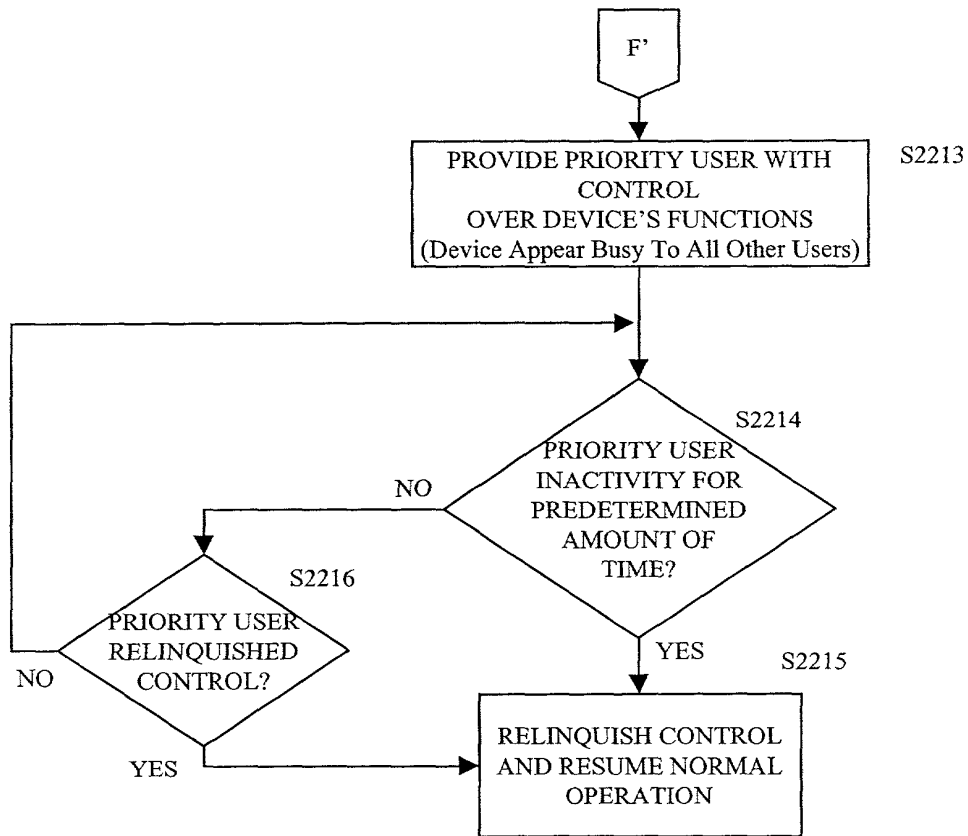 F'
S2213
PROVIDE PRIORITY USER WITH
CONTROL
OVER DEVICE'S FUNCTIONS
(Device Appear Busy To All Other Users)
S2214
PRIORITY USER
INACTIVITY FOR
PREDETERMINED
AMOUNT OF
TIME?
NO
S2216
PRIORITY USER
RELINQUISHED
CONTROL?
NO
YES
YES
S2215
RELINQUISH CONTROL
AND RESUME NORMAL
OPERATION